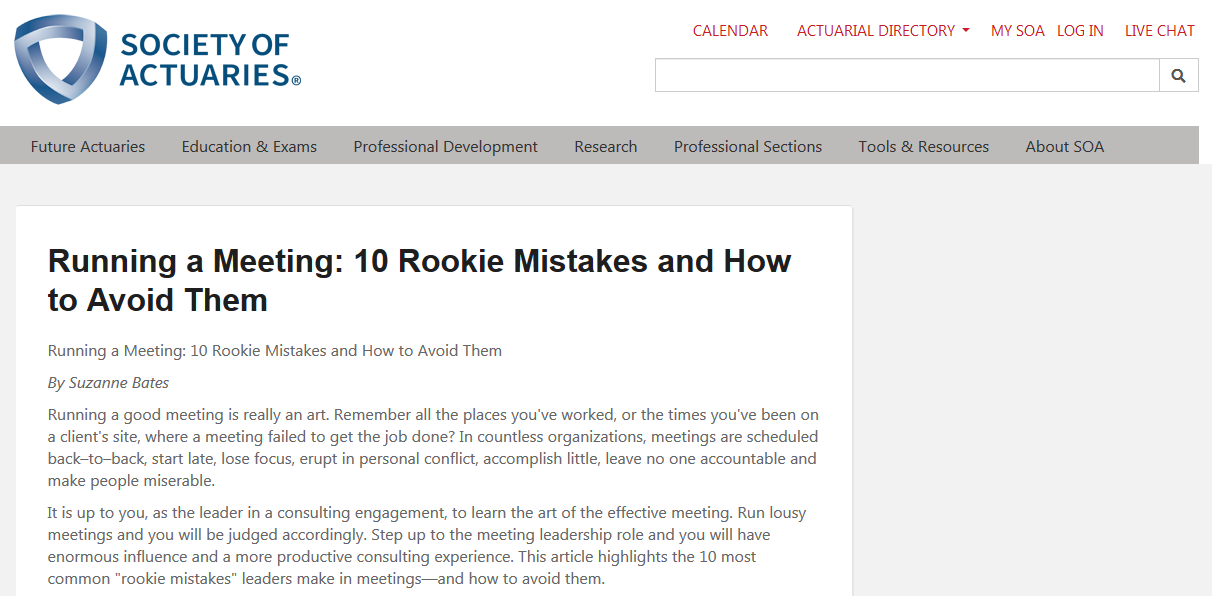 SOCIETY OF
ACTUARIES®
CALENDAR ACTUARIAL DIRECTORY MY SOA LOG IN LIVE CHAT
Future Actuaries Education & Exams Professional Development Research Professional Sections Tools & Resources About SOA
Running a Meeting: 10 Rookie Mistakes and How
to Avoid Them
Running a Meeting: 10 Rookie Mistakes and How to Avoid Them
By Suzanne Bates
Running a good meeting is really an art. Remember all the places you've worked, or the times you've been on
a client's site, where a meeting failed to get the job done? In countless organizations, meetings are scheduled
back–to–back, start late, lose focus, erupt in personal conflict, accomplish little, leave no one accountable and
make people miserable.
It is up to you, as the leader in a consulting engagement, to learn the art of the effective meeting. Run lousy
meetings and you will be judged accordingly. Step up to the meeting leadership role and you will have
enormous influence and a more productive consulting experience. This article highlights the 10 most
common "rookie mistakes" leaders make in meetings—and how to avoid them.